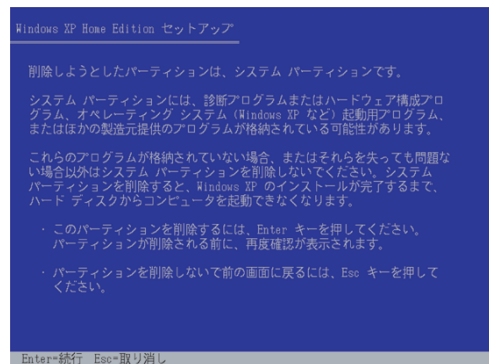 Windows XP Home Edition セットアップ
削除しようとしたパーティションは、システム パーティションです。
システム パーティションには、診断プログラムまたはハードウェア構成プロ
グラム、オペレーティング システム (Windows XP など) 起動用プログラム、
またはほかの製造元提供のプログラムが格納されている可能性があります。
これらのプログラムが格納されていない場合、またはそれらを失っても問題な
い場合以外はシステム パーティションを削除しないでください。システム
パーティションを削除すると、Windows XP のインストールが完了するまで、
ハード ディスクからコンピュータを起動できなくなります。
・ このパーティションを削除するには、Enter キーを押してください。
パーティションが削除される前に、再度確認が表示されます。
・ パーティションを削除しないで前の画面に戻るには、Esc キーを押して
ください。
Enter=続行 Esc=取り消し